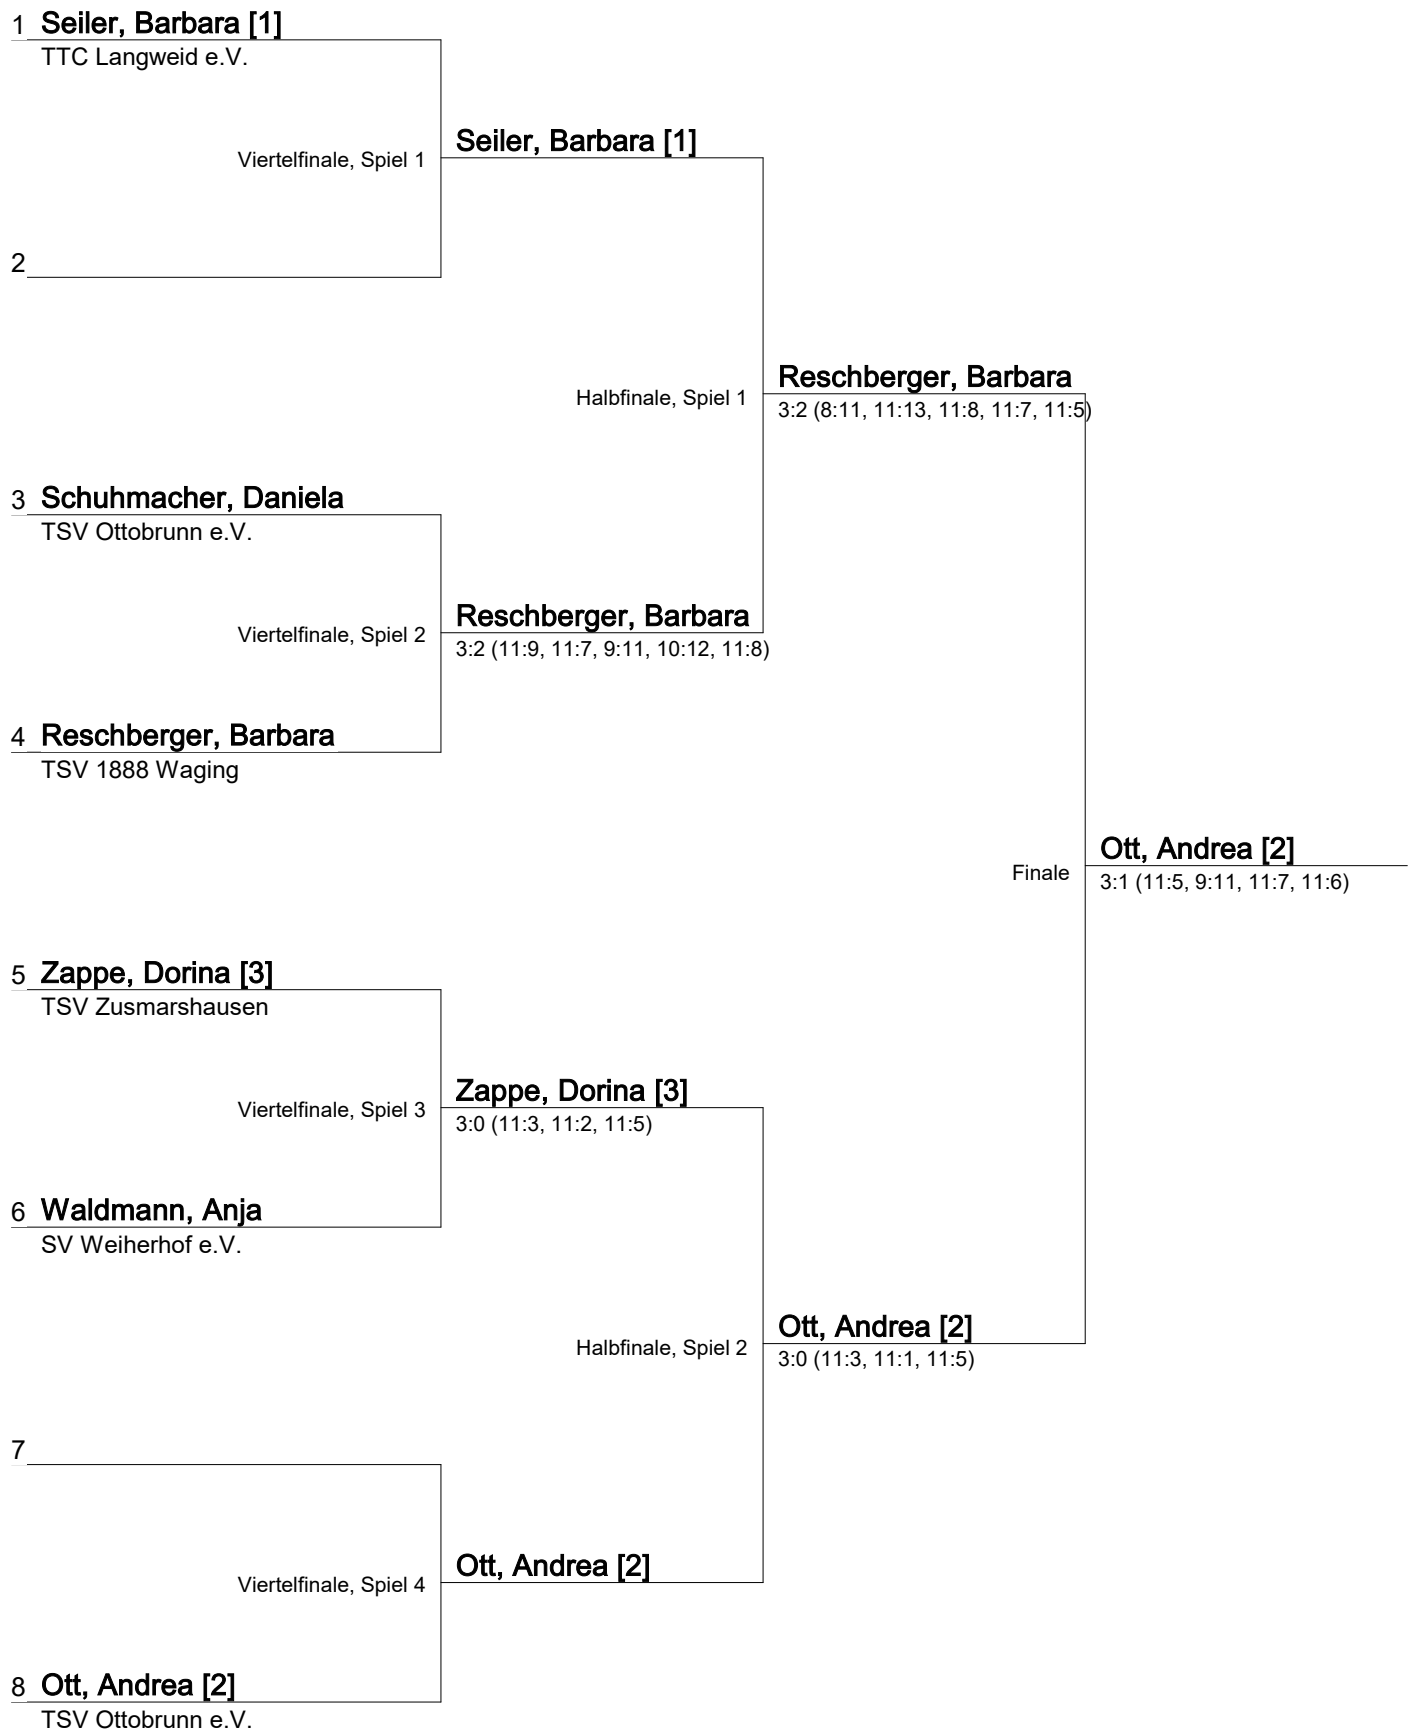 1 Seiler, Barbara [1]
TTC Langweid e.V.
Seiler, Barbara [1]
Viertelfinale, Spiel 1
2
Reschberger, Barbara
Halbfinale, Spiel 1
3:2 (8:11, 11:13, 11:8, 11:7, 11:5)
3 Schuhmacher, Daniela
TSV Ottobrunn e.V.
Reschberger, Barbara
Viertelfinale, Spiel 2
3:2 (11:9, 11:7, 9:11, 10:12, 11:8)
4 Reschberger, Barbara
TSV 1888 Waging
Ott, Andrea [2]
Finale
3:1 (11:5, 9:11, 11:7, 11:6)
5 Zappe, Dorina [3]
TSV Zusmarshausen
Zappe, Dorina [3]
Viertelfinale, Spiel 3
3:0 (11:3, 11:2, 11:5)
6 Waldmann, Anja
SV Weiherhof e.V.
Ott, Andrea [2]
Halbfinale, Spiel 2
3:0 (11:3, 11:1, 11:5)
7
Ott, Andrea [2]
Viertelfinale, Spiel 4
8 Ott, Andrea [2]
TSV Ottobrunn e.V.